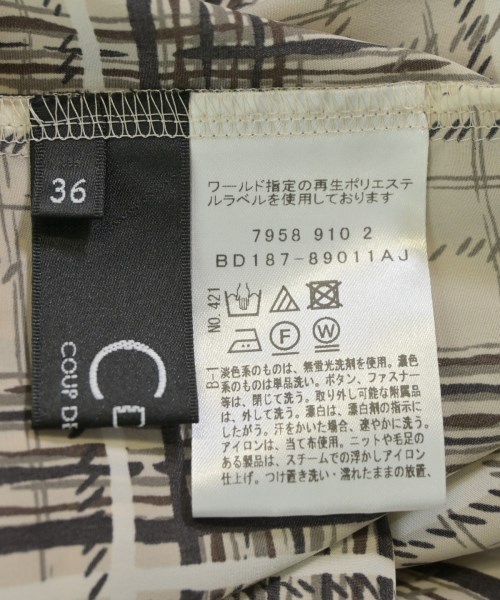 36
COUP DE
ワールド指定の再生ポリエステ
ルラベルを使用しております
7958 910 2
BD187-89011AJ
NO.421
F
W
B-1
淡色系のものは、無蛍光洗剤を使用。濃色
系のものは単品洗い。ボタン、ファスナー
等は、閉じて洗う。取り外し可能な附属品
は、外して洗う。漂白は、漂白剤の指示に
したがう。汗をかいた場合、速やかに洗う。
アイロンは、当て布使用。ニットや毛足の
ある製品は、スチームでの浮かしアイロン
仕上げ。つけ置き洗い・濡れたままの放置、